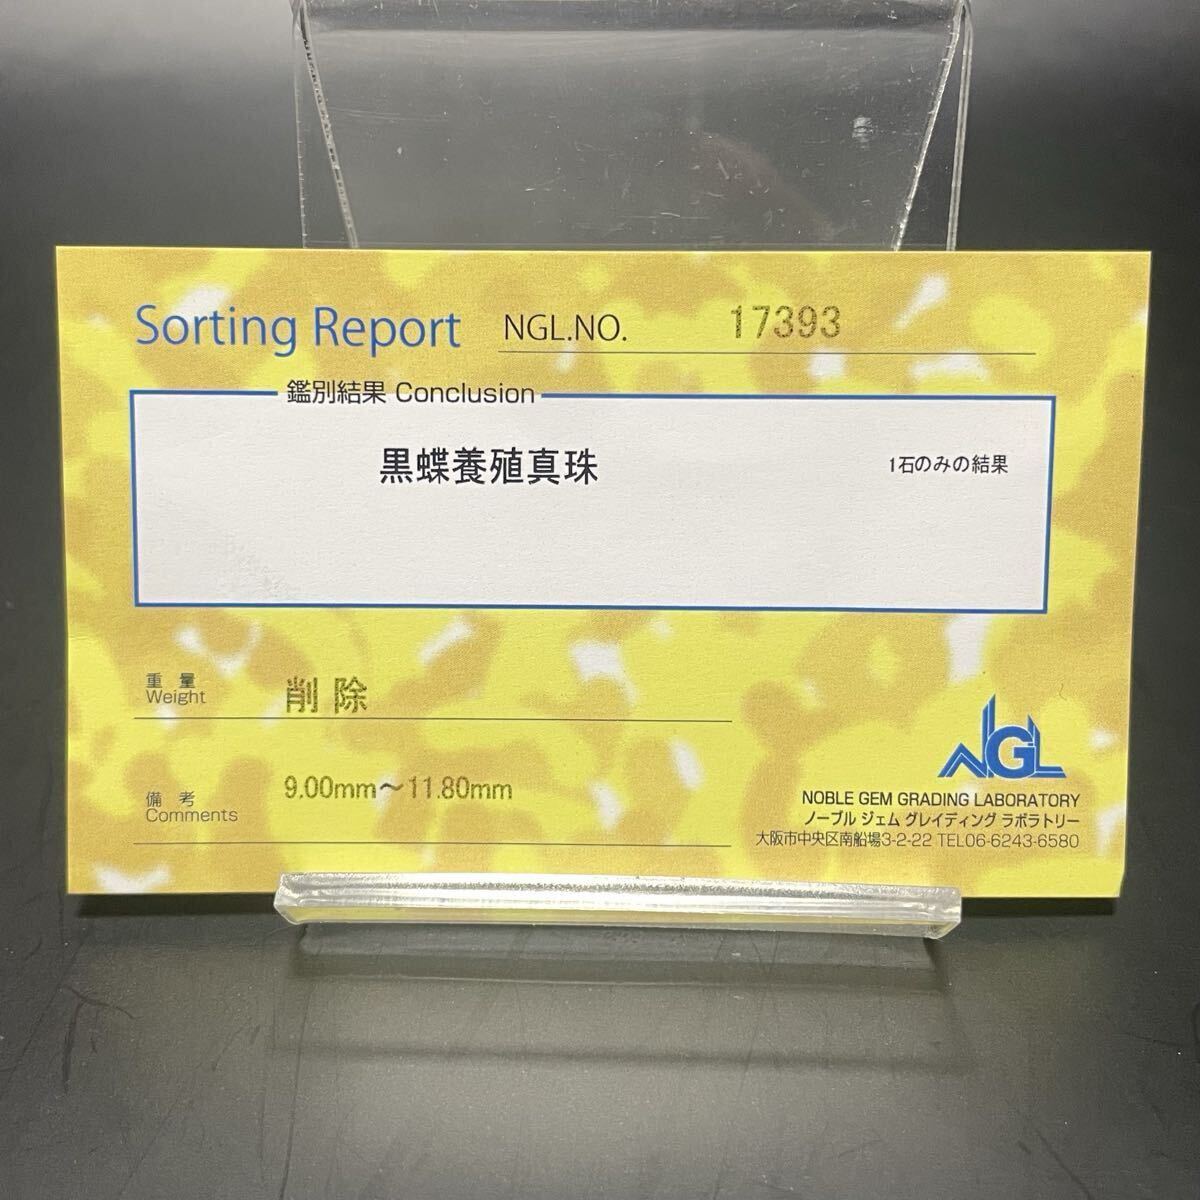 Sorting Report NGL.NO. 17393
鑑別結果 Conclusion
黒蝶養殖真珠 1石のみの結果
重量 削除
Weight
9.00mm～11.80mm
備考
Comments
NGL
NOBLE GEM GRADING LABORATORY
ノーブル ジェム グレイディング ラボラトリー
大阪市中央区南船場3-2-22 TEL06-6243-6580